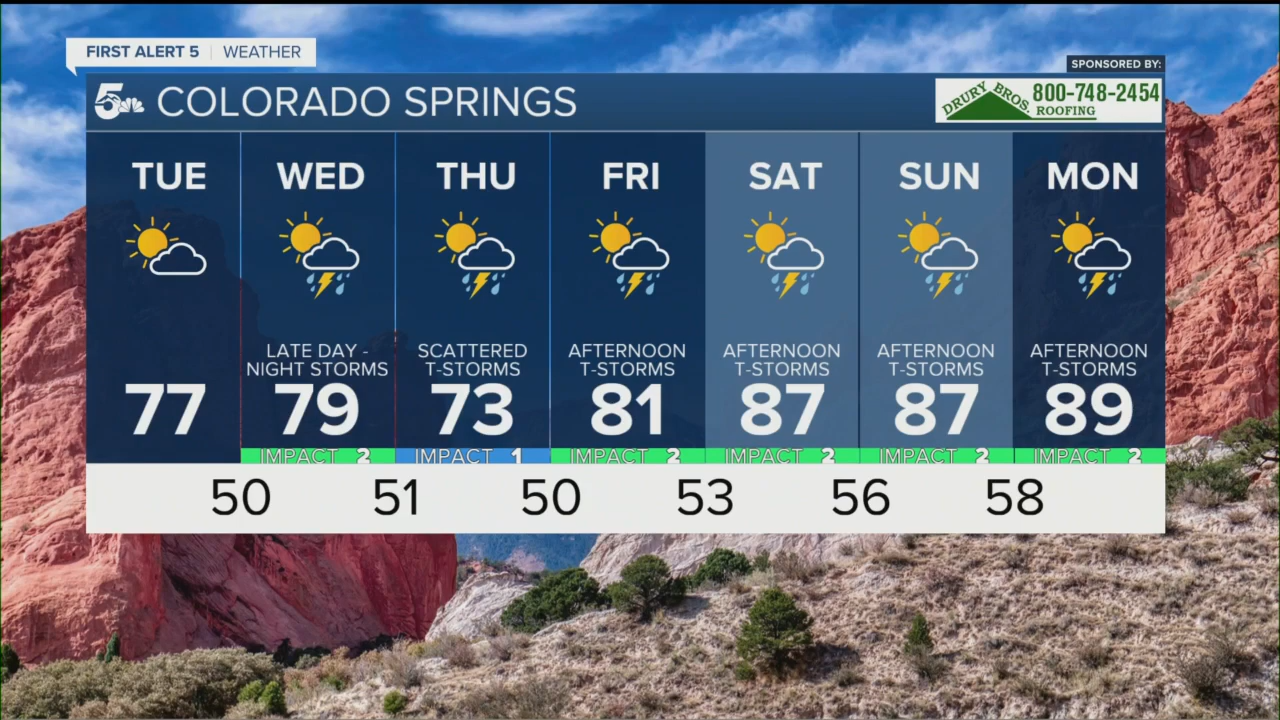 FIRST ALERT 5 | WEATHER
SPONSORED BY:
5 COLORADO SPRINGS
DRURY BROS. ROOFING 800-748-2454
TUE WED THU FRI SAT SUN MON
LATE DAY - SCATTERED AFTERNOON AFTERNOON AFTERNOON AFTERNOON
NIGHT STORMS T-STORMS T-STORMS T-STORMS T-STORMS T-STORMS
77 79 73 81 87 87 89
IMPACT 2 IMPACT 1 IMPACT 2 IMPACT 2 IMPACT 2 IMPACT 2
50 51 50 53 56 58